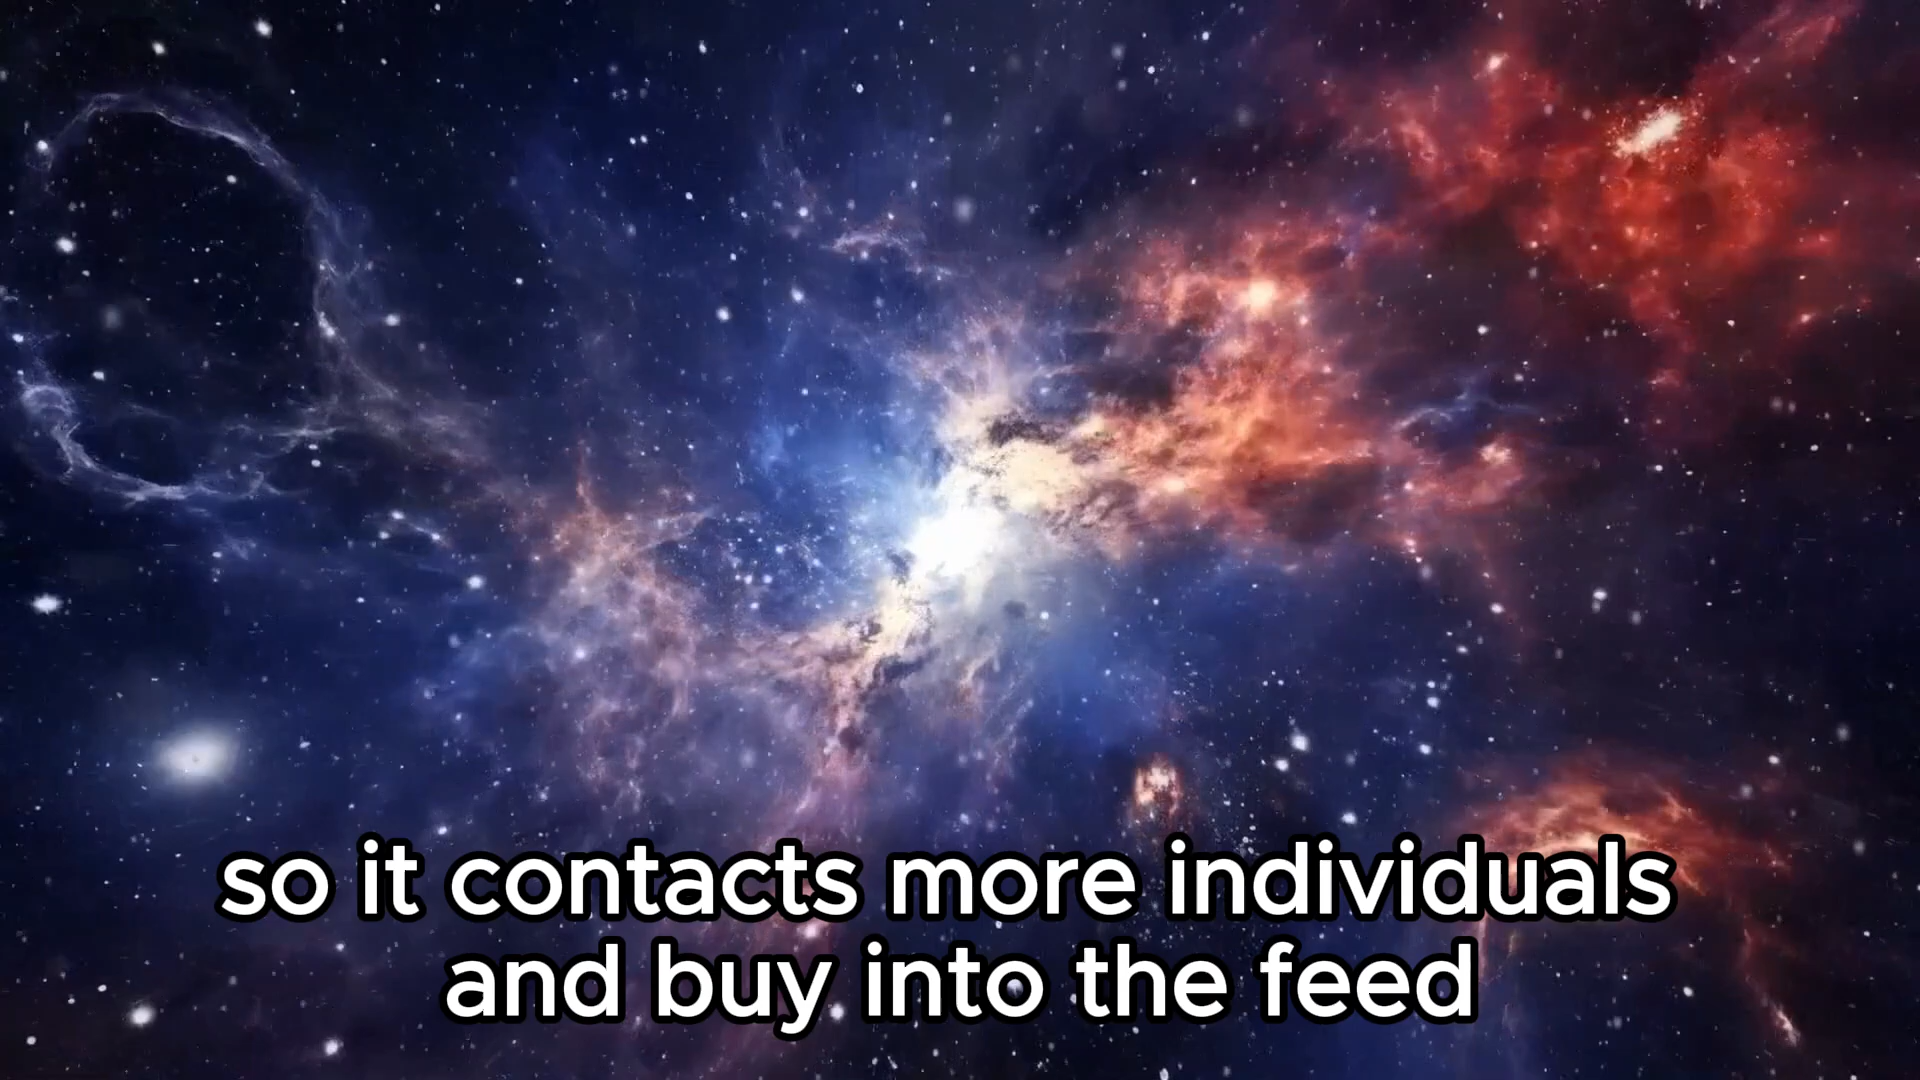 so it contacts more individuals
and buy into the feed